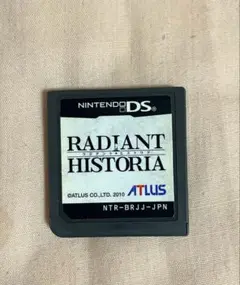 NINTENDO DS
RADIANT
HISTORIA
©ATLUS CO.,LTD. 2010 ATLUS
NTR-BRJJ-JPN